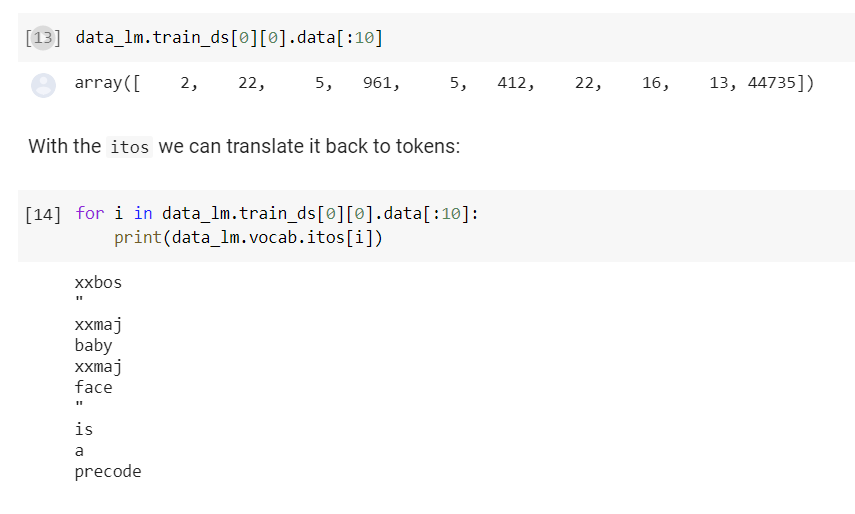 [13] data_lm.train_ds[0][0].data[:10]
array([    2,    22,     5,   961,     5,   412,    22,    16,    13, 44735])
With the itos we can translate it back to tokens:
[14] for i in data_lm.train_ds[0][0].data[:10]:
    print(data_lm.vocab.itos[i])
xxbos
"
xxmaj
baby
xxmaj
face
"
is
a
precode